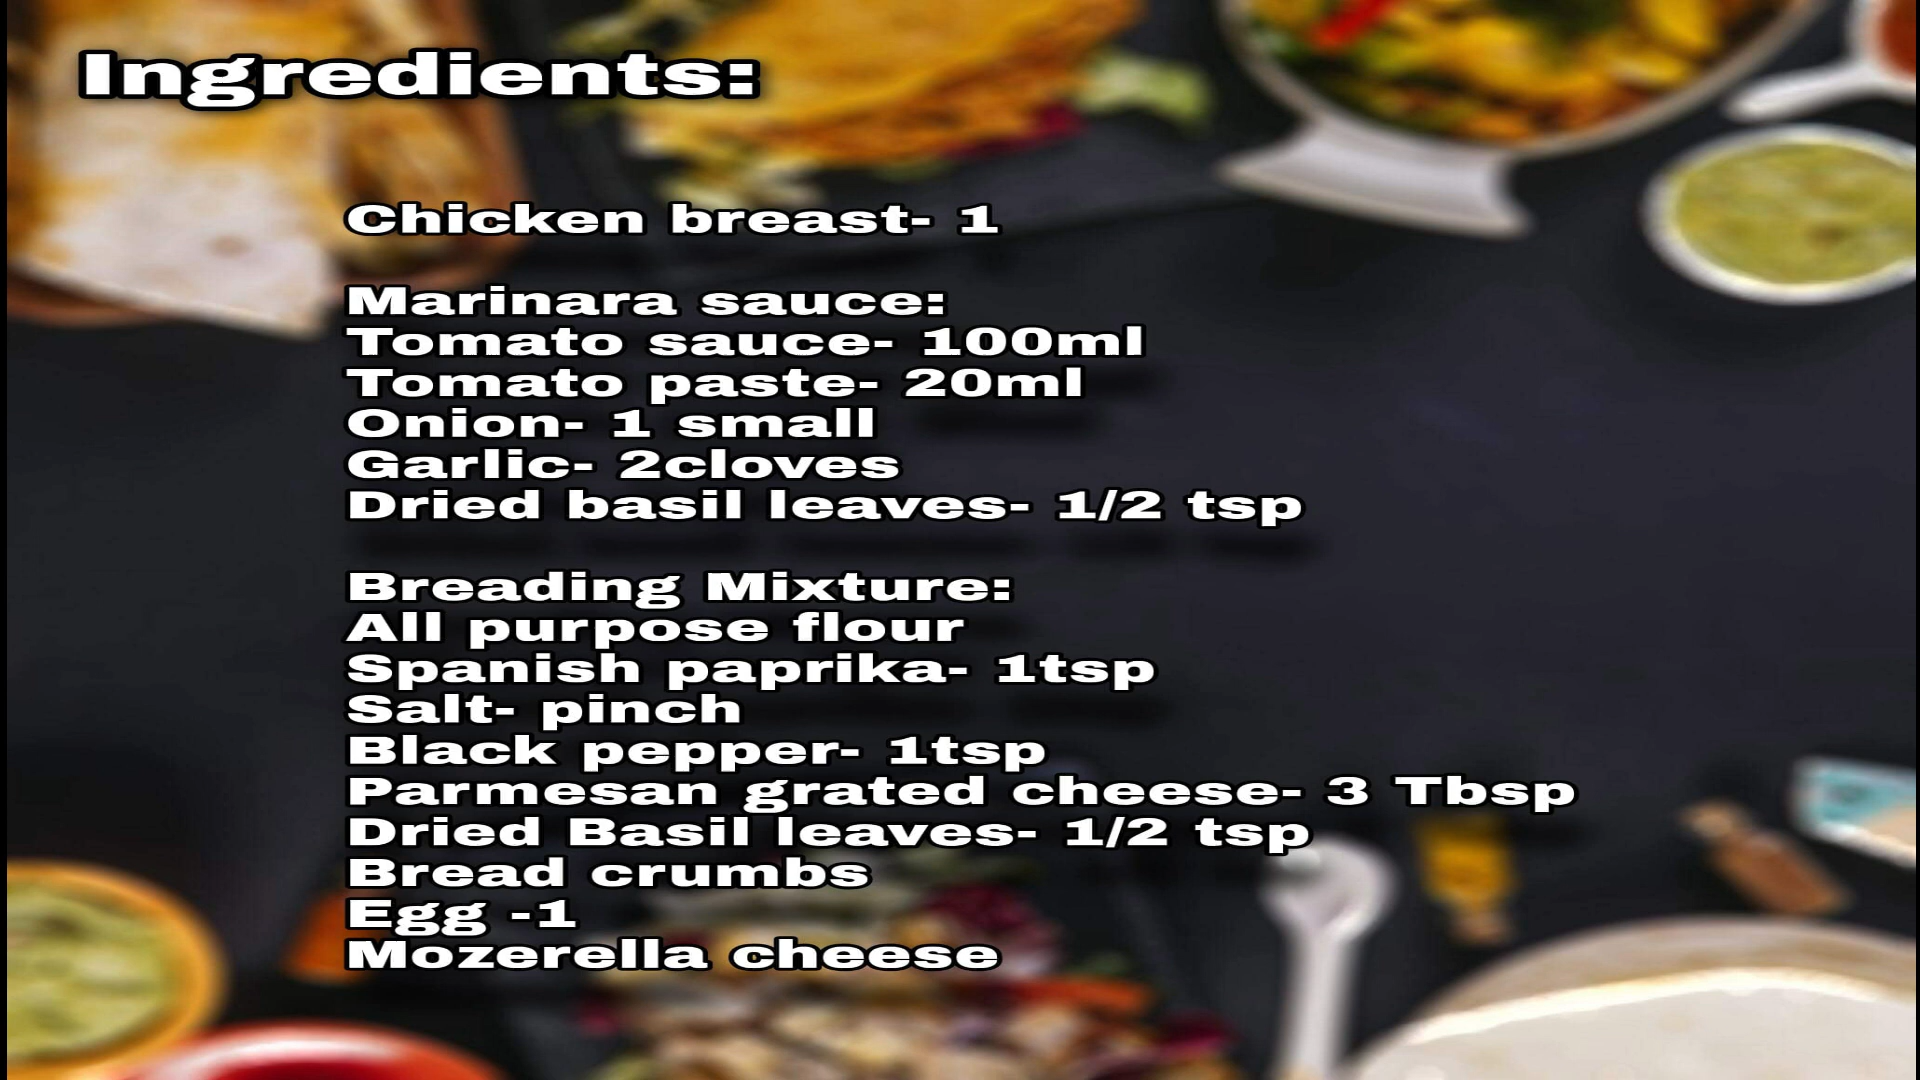 Ingredients:
Chicken breast- 1
Marinara sauce:
Tomato sauce- 100ml
Tomato paste- 20ml
Onion- 1 small
Garlic- 2cloves
Dried basil leaves- 1/2 tsp
Breading Mixture:
All purpose flour
Spanish paprika- 1tsp
Salt- pinch
Black pepper- 1tsp
Parmesan grated cheese- 3 Tbsp
Dried Basil leaves- 1/2 tsp
Bread crumbs
Egg -1
Mozerella cheese